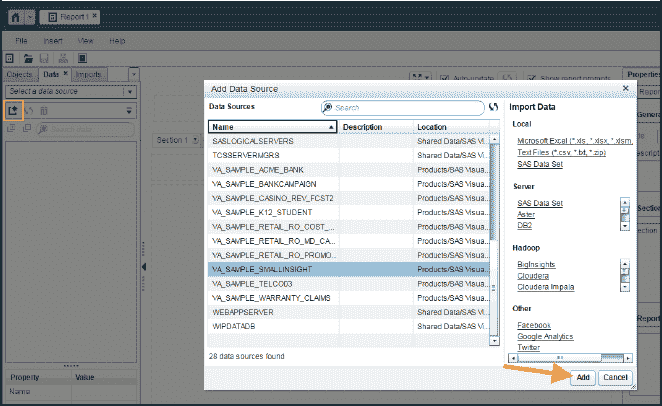 Report 1
File Insert View Help
Objects Data Imports
Select a data source
Auto-update Show report prompts
Properties
Add Data Source
Data Sources Search Import Data
Name Description Location
Local
SASLOGICALSERVERS Shared Data/SAS Vi...
Microsoft Excel (*.xls, *.xlsx, *.xlsm,
TCSSERVERMGRS Shared Data/SAS Vi...
Text Files (*.csv, *.txt, *.zip)
VA_SAMPLE_ACME_BANK Products/SAS Visua...
SAS Data Set
VA_SAMPLE_BANKCAMPAIGN Products/SAS Visua...
Server
VA_SAMPLE_CASINO_REV_FCST2 Products/SAS Visua...
SAS Data Set
VA_SAMPLE_K12_STUDENT Products/SAS Visua...
Aster
VA_SAMPLE_RETAIL_RO_COST_... Products/SAS Visua...
DB2
VA_SAMPLE_RETAIL_RO_MD_CA... Products/SAS Visua...
Hadoop
VA_SAMPLE_RETAIL_RO_PROMO... Products/SAS Visua...
BigInsights
VA_SAMPLE_SMALLINSIGHT Products/SAS Visua...
Cloudera
VA_SAMPLE_TELCO03 Products/SAS Visua...
Cloudera Impala
VA_SAMPLE_WARRANTY_CLAIMS Products/SAS Visua...
Other
WEBAPPSERVER Shared Data/SAS Vi...
Facebook
WIPDATADB Shared Data/SAS Vi...
Google Analytics
Twitter
28 data sources found
Add Cancel
Section 1
Property Value
Name